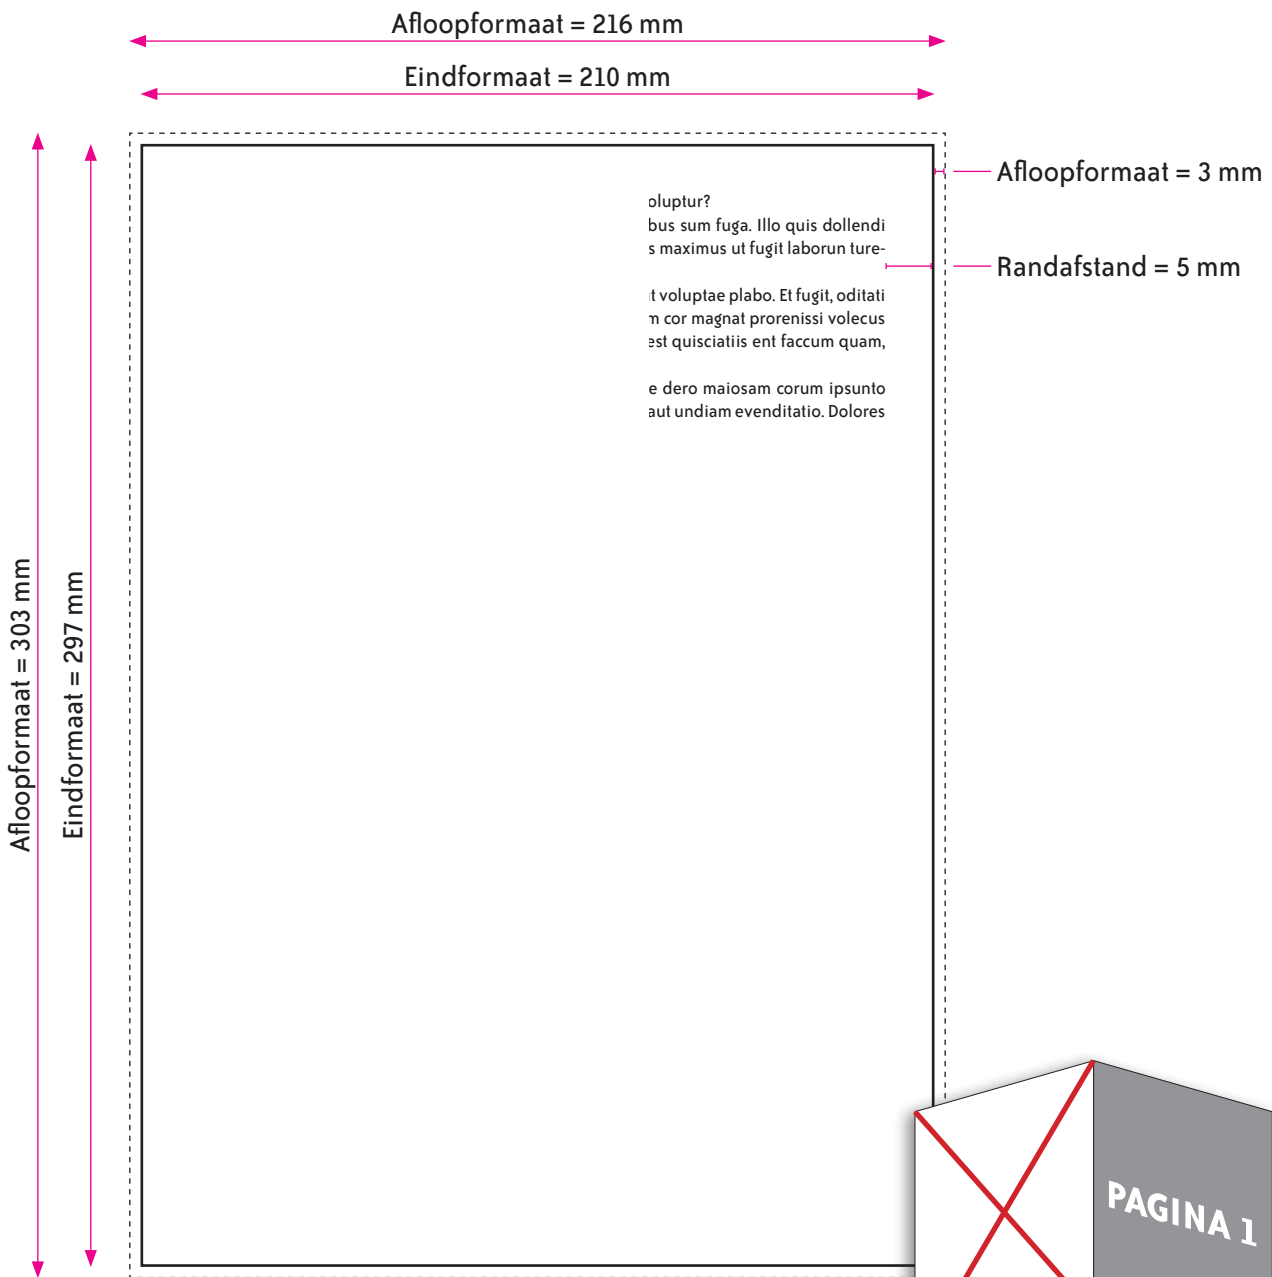 Afloopformaat = 216 mm
Eindformaat = 210 mm
Afloopformaat = 3 mm
oluptur?
bus sum fuga. Illo quis dollendi
s maximus ut fugit laborun ture-
Randafstand = 5 mm
t voluptae plabo. Et fugit, oditati
m cor magnat prorenissi volecus
est quisciatiis ent faccum quam,
e dero maiosam corum ipsunto
aut undiam evenditatio. Dolores
Afloopformaat = 303 mm
Eindformaat = 297 mm
PAGINA 1